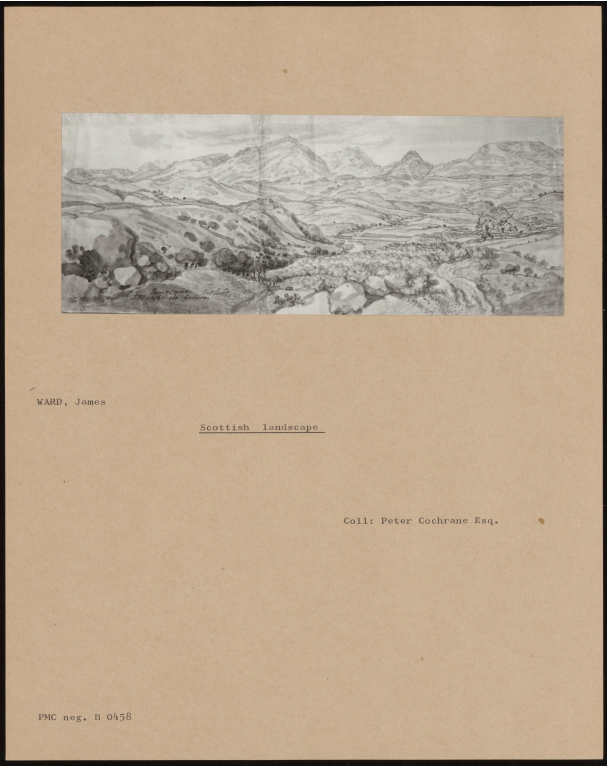 WARD, James
Scottish landscape
Coll: Peter Cochrane Esq.
PMC neg. B 0458